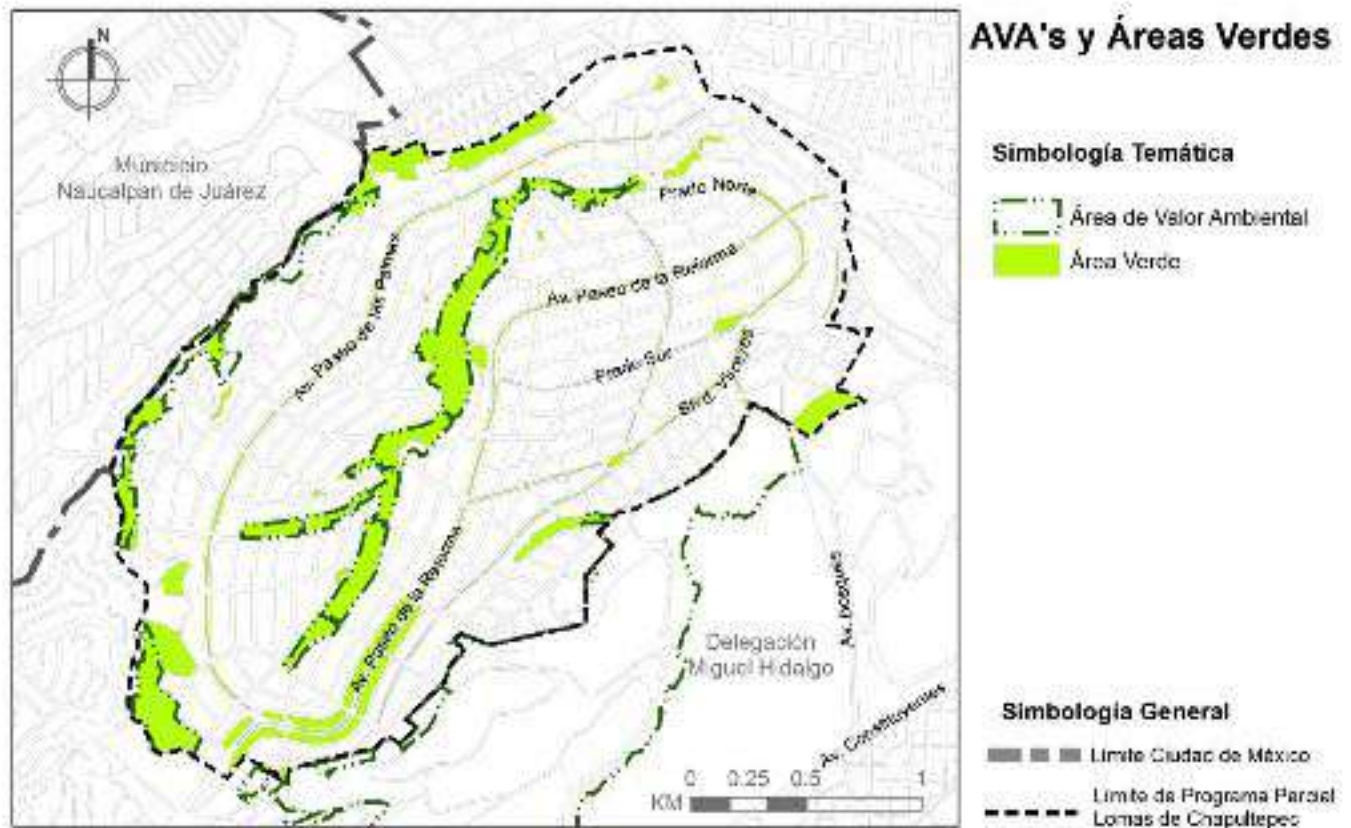 N
AVA's y Áreas Verdes
Municipio
Naucalpan de Juárez
Simbología Temática
Área de Valor Ambiental
Área Verde
Prado Norte
Av. Paseo de las Palmas
Av. Paseo de la Reforma
Prado Sur
Blvd. Virreyes
Av. Paseo de la Reforma
Delegación
Miguel Hidalgo
Av. Bosques
Av. Constituyentes
0 0.25 0.5 1
KM
Simbología General
Límite Ciudad de México
Límite de Programa Parcial
Lomas de Chapultepec